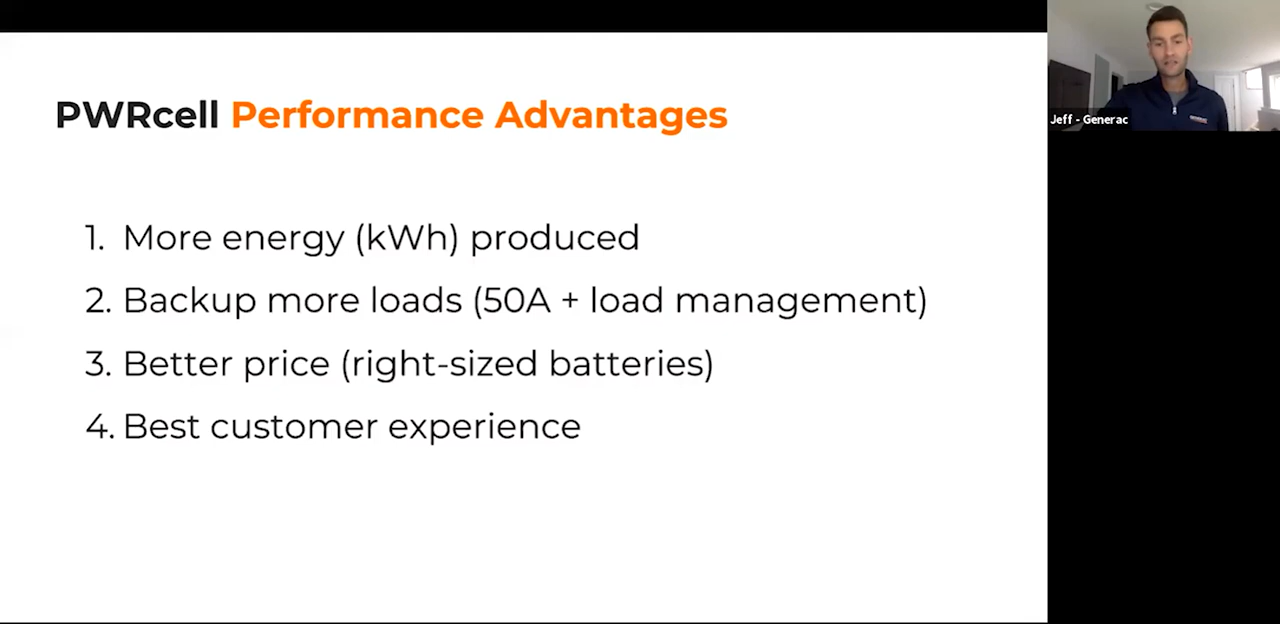 PWRcell Performance Advantages
1. More energy (kWh) produced
2. Backup more loads (50A + load management)
3. Better price (right-sized batteries)
4. Best customer experience
Jeff - Generac